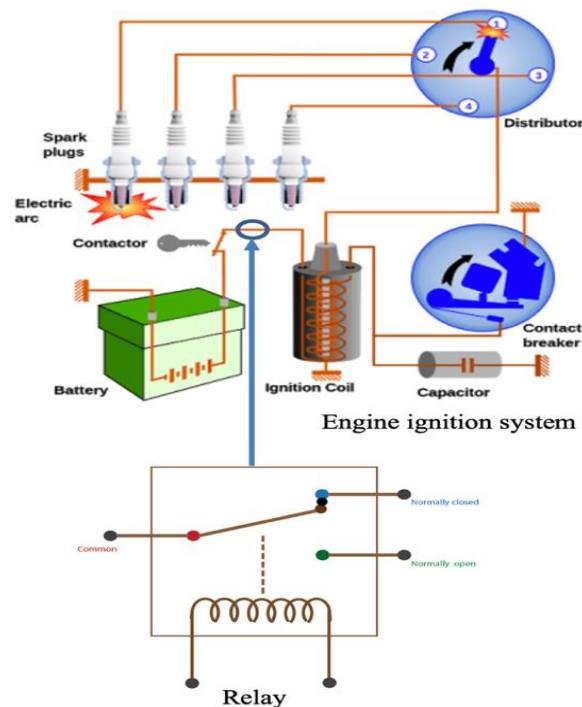 1
2
3
4
Distributor
Spark
plugs
Electric
arc
Contactor
Contact
breaker
Battery
Ignition Coil
Capacitor
Engine ignition system
Normally closed
Common
Normally open
Relay